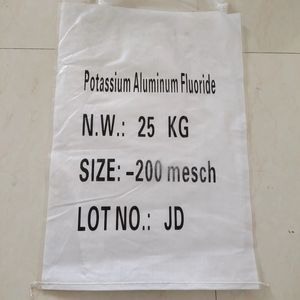 Potassium Aluminum Fluoride
N.W.: 25 KG
SIZE: -200 mesch
LOT NO.: JD